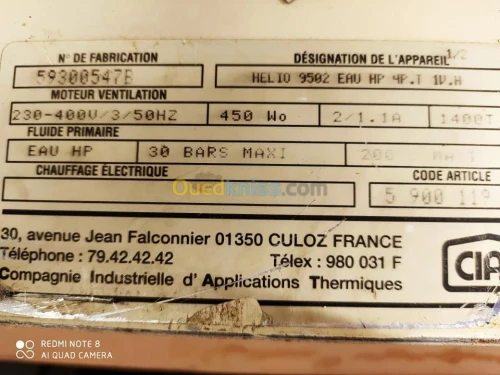 N° DE FABRICATION DÉSIGNATION DE L'APPAREIL 1/2
59300547B HELIO 9502 EAU HP 4P.T 1V.H
MOTEUR VENTILATION
230-400V/3/50HZ 450 Wo 2/1.1A 1400T
FLUIDE PRIMAIRE
EAU HP 30 BARS MAXI
CHAUFFAGE ÉLECTRIQUE CODE ARTICLE
5 900 119
Ouedkniss.com
30, avenue Jean Falconnier 01350 CULOZ FRANCE
Téléphone : 79.42.42.42 Télex : 980 031 F
Compagnie Industrielle d'Applications Thermiques
CIA
REDMI NOTE 8
AI QUAD CAMERA